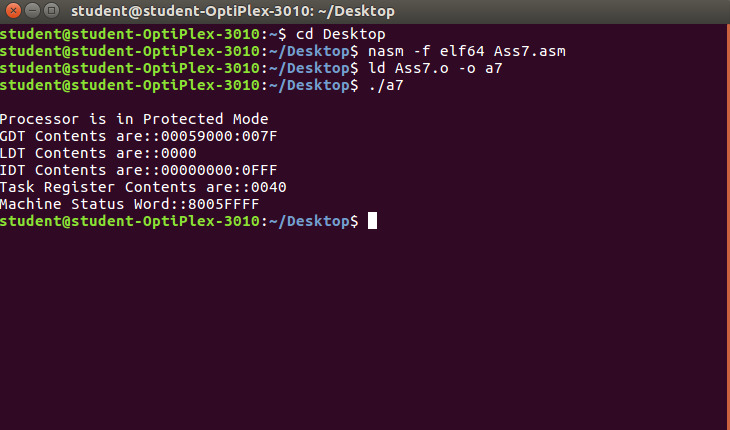 student@student-OptiPlex-3010: ~/Desktop
student@student-OptiPlex-3010:~$ cd Desktop
student@student-OptiPlex-3010:~/Desktop$ nasm -f elf64 Ass7.asm
student@student-OptiPlex-3010:~/Desktop$ ld Ass7.o -o a7
student@student-OptiPlex-3010:~/Desktop$ ./a7
Processor is in Protected Mode
GDT Contents are::00059000:007F
LDT Contents are::0000
IDT Contents are::00000000:0FFF
Task Register Contents are::0040
Machine Status Word::8005FFFF
student@student-OptiPlex-3010:~/Desktop$